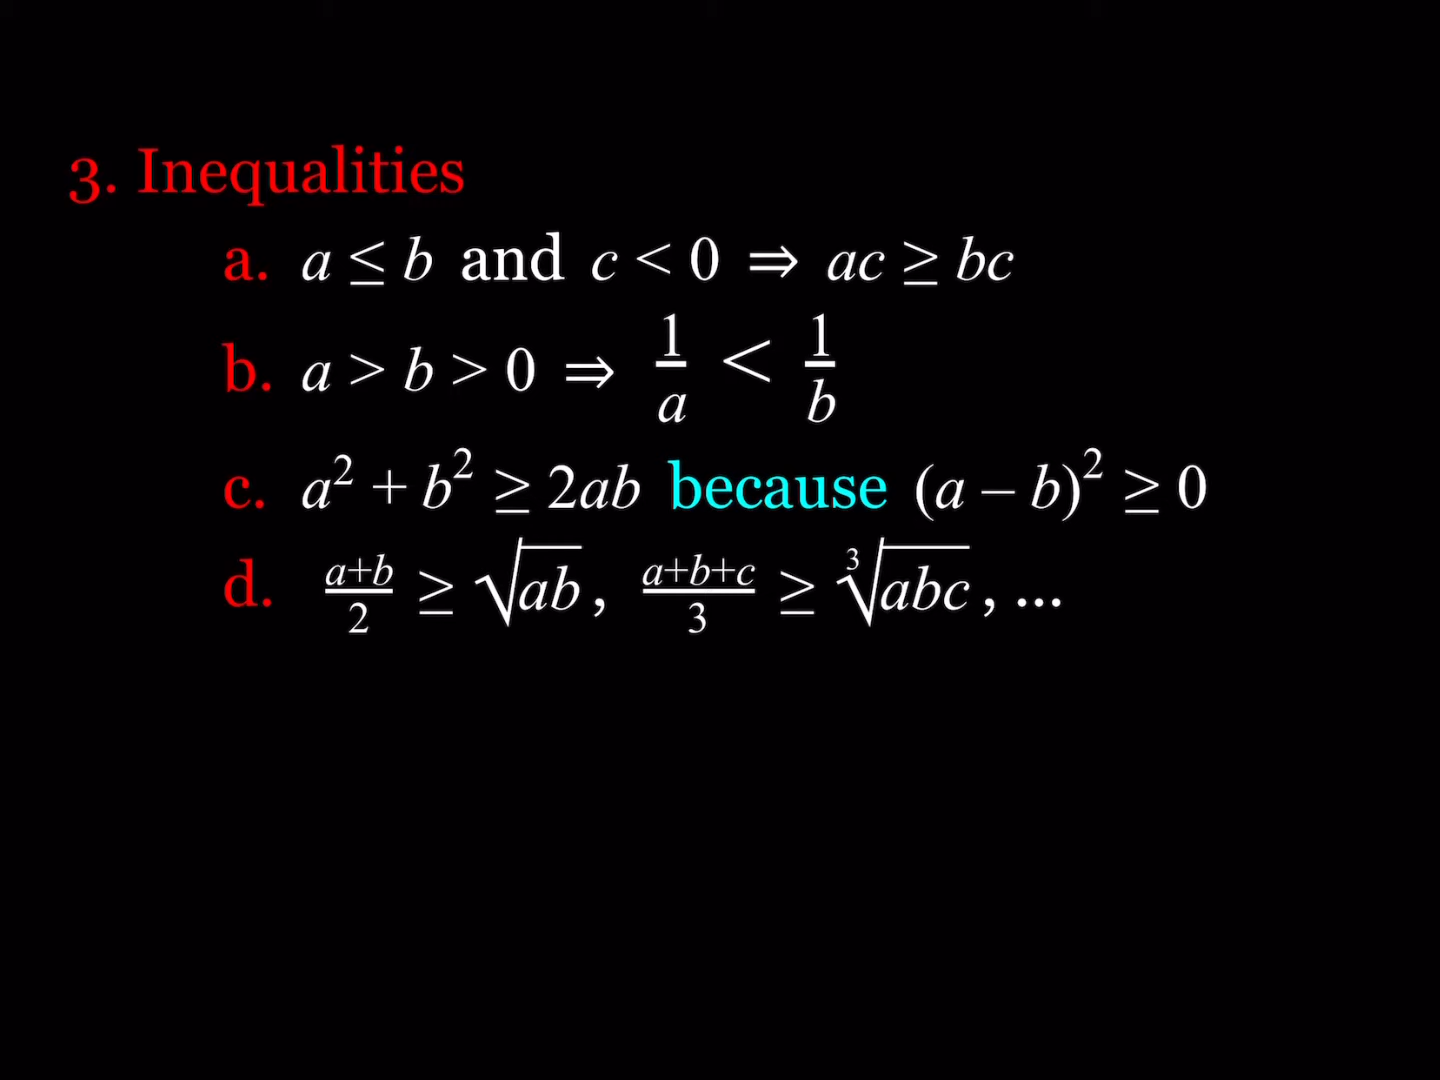 3. Inequalities
a. a ≤ b and c < 0 ⇒ ac ≥ bc
b. a > b > 0 ⇒ 1/a < 1/b
c. a² + b² ≥ 2ab because (a – b)² ≥ 0
d. a+b/2 ≥ √ab, a+b+c/3 ≥ ∛abc, ...